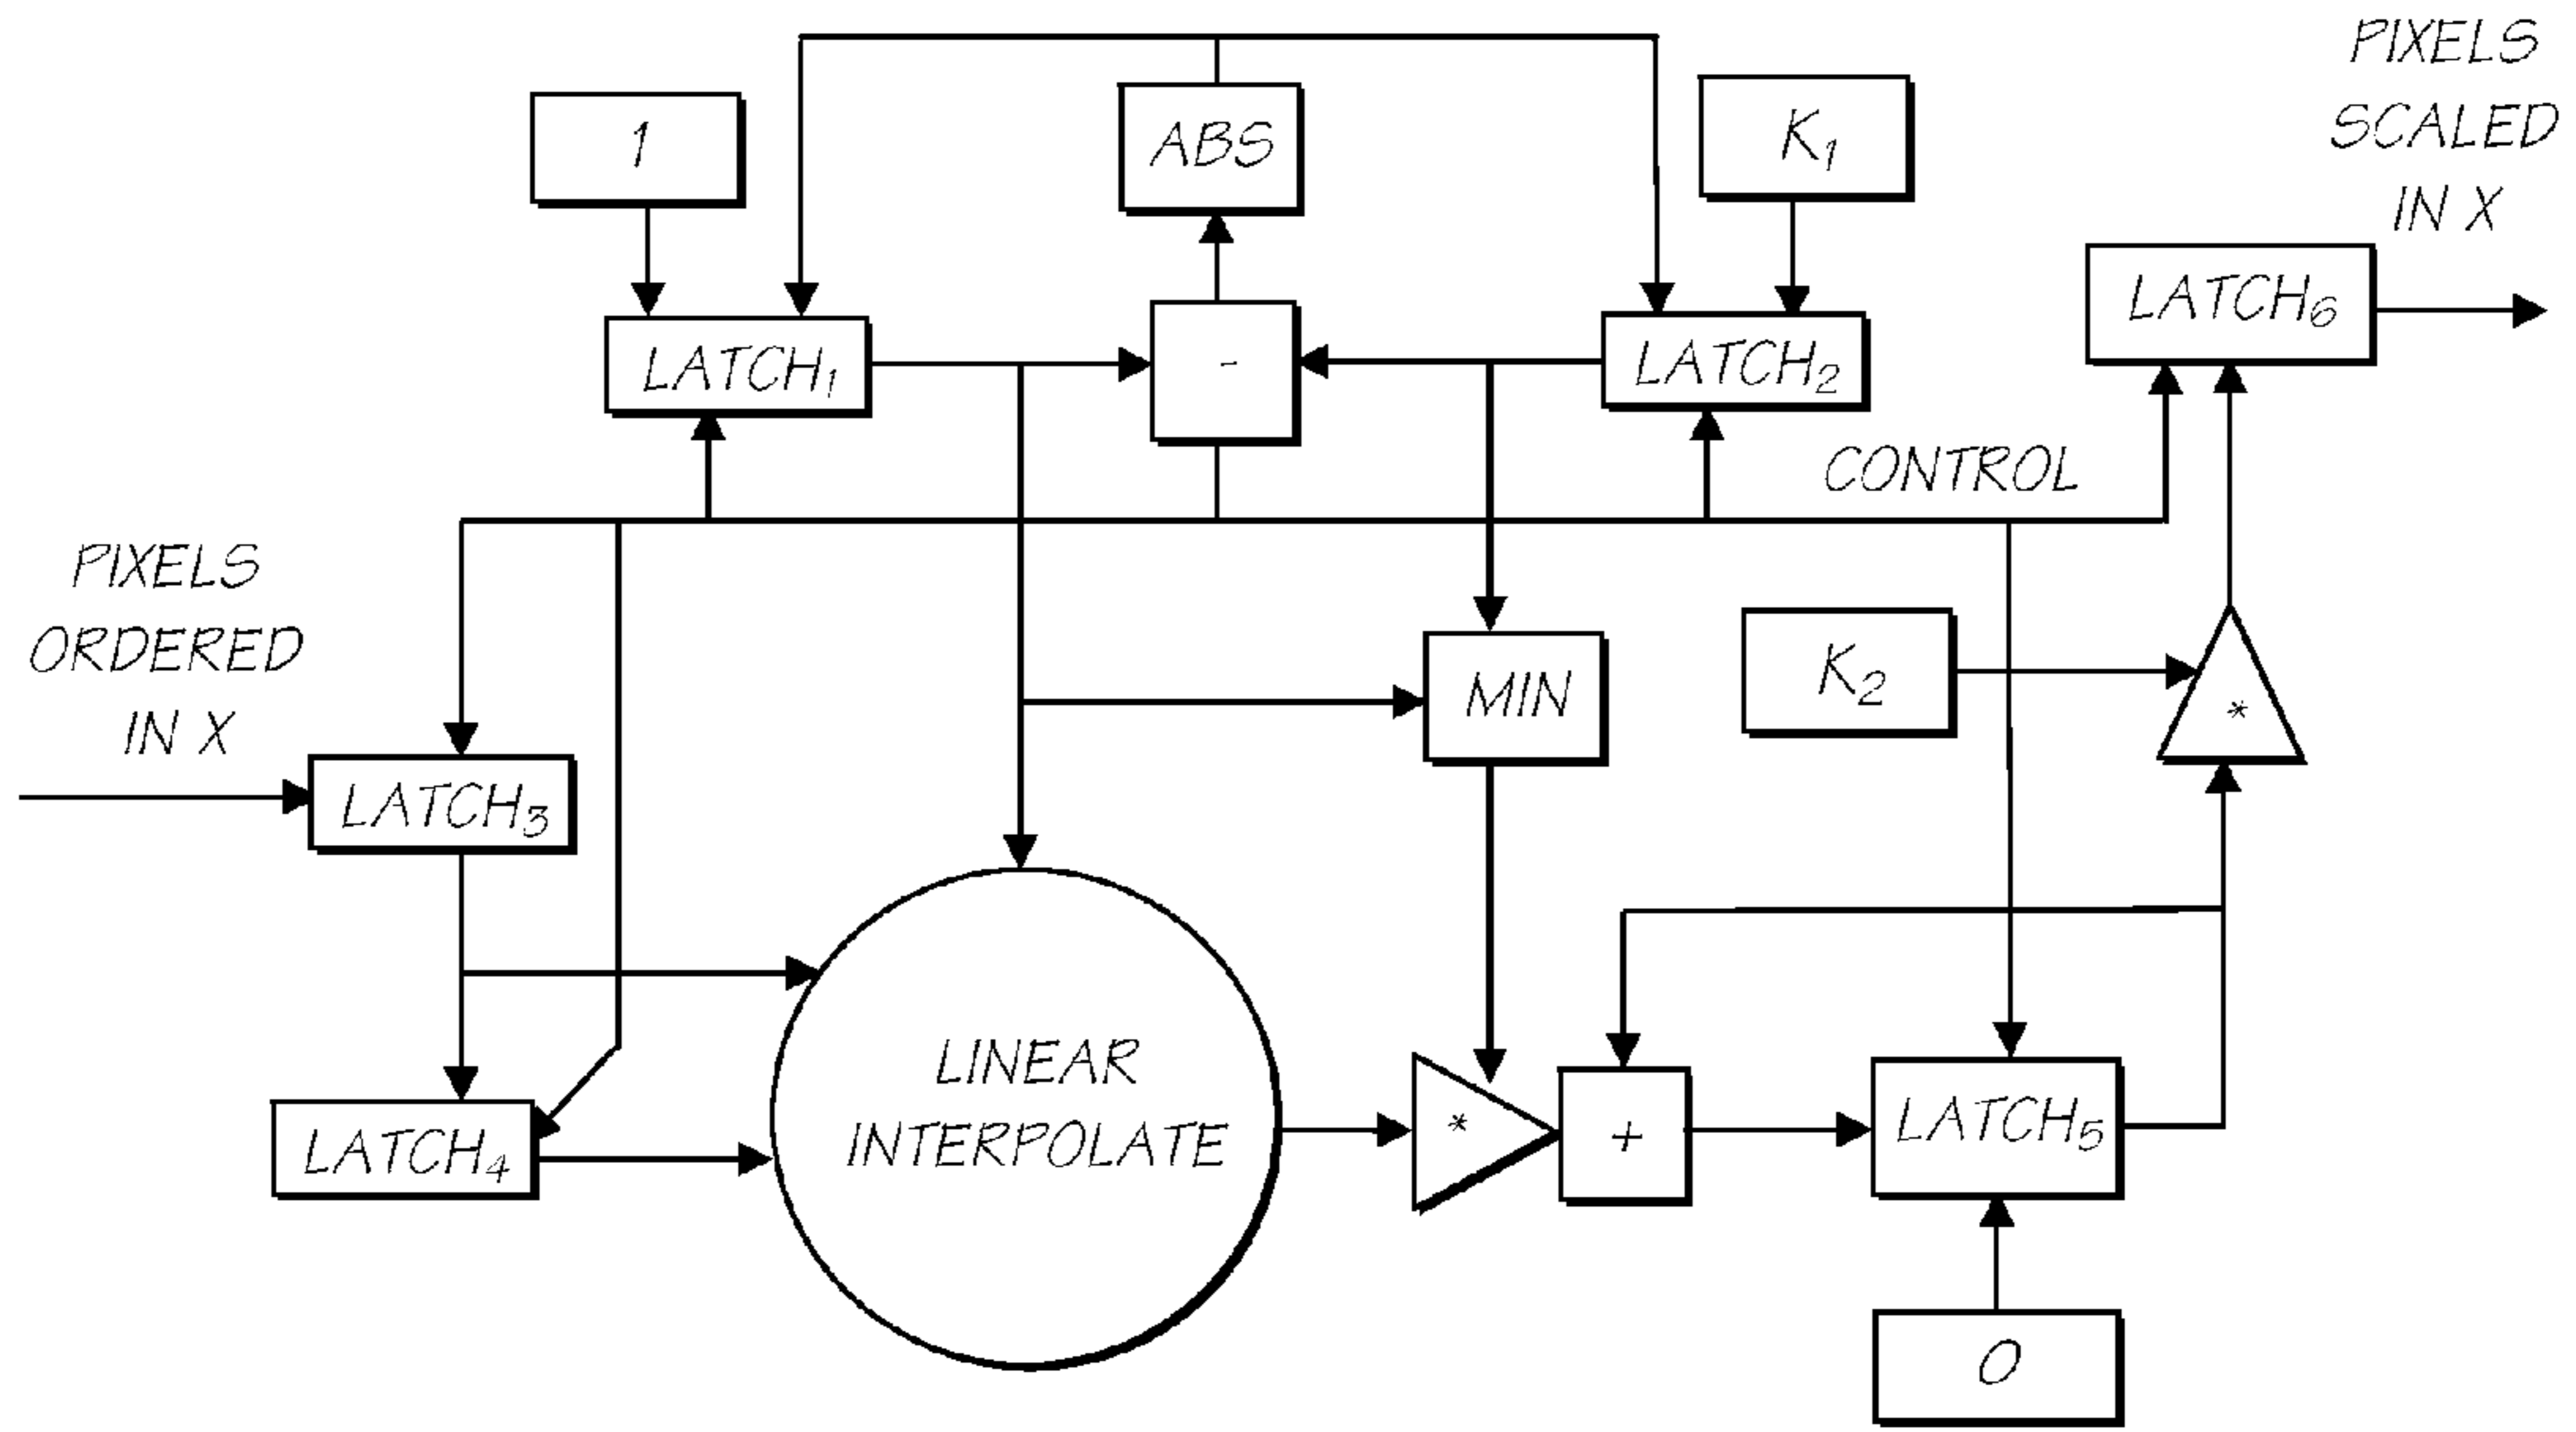 PIXELS
SCALED
IN X
1
ABS
K₁
LATCH₁
-
LATCH₂
LATCH₆
CONTROL
PIXELS
ORDERED
IN X
MIN
K₂
*
LATCH₃
LINEAR
INTERPOLATE
*
+
LATCH₅
LATCH₄
0